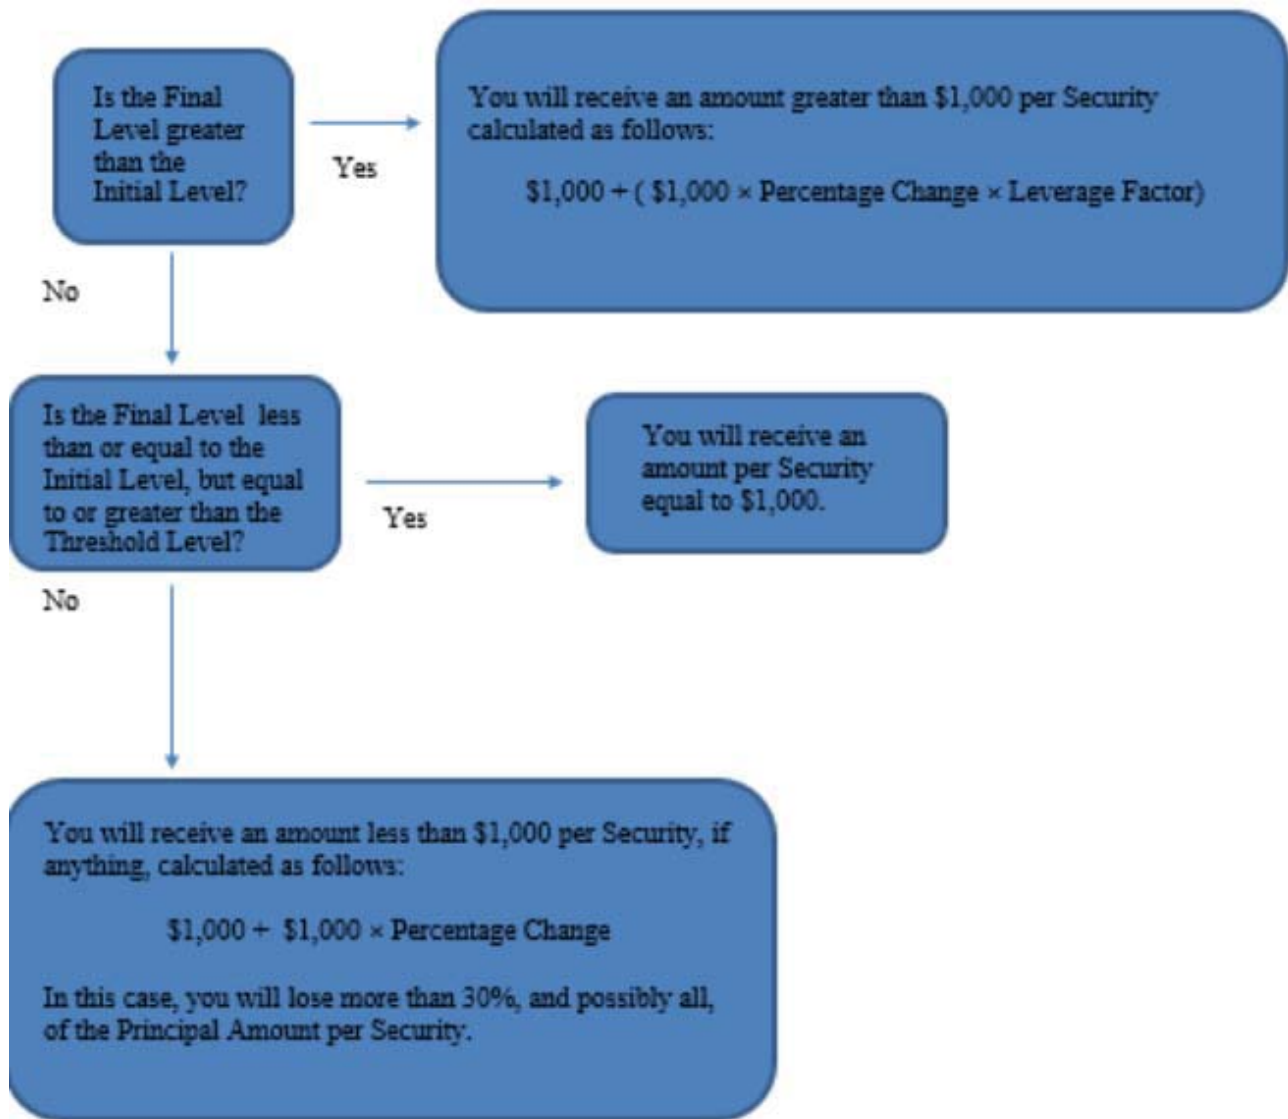 Is the Final
Level greater
than the
Initial Level?
Yes
You will receive an amount greater than $1,000 per Security
calculated as follows:
$1,000 + ( $1,000 × Percentage Change × Leverage Factor)
No
Is the Final Level less
than or equal to the
Initial Level, but equal
to or greater than the
Threshold Level?
Yes
You will receive an
amount per Security
equal to $1,000.
No
You will receive an amount less than $1,000 per Security, if
anything, calculated as follows:
$1,000 + $1,000 × Percentage Change
In this case, you will lose more than 30%, and possibly all,
of the Principal Amount per Security.